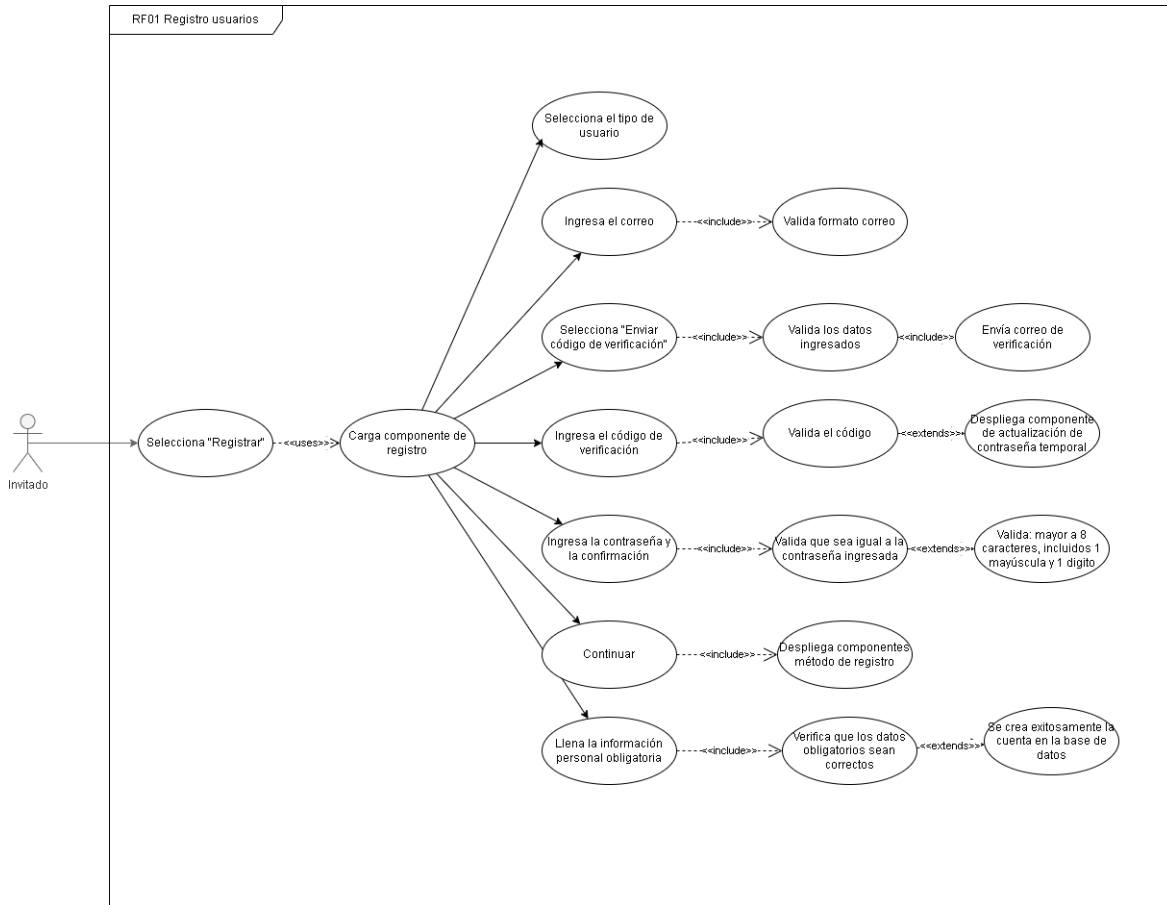 RF01 Registro usuarios
Selecciona el tipo de
usuario
Ingresa el correo
<<include>>
Valida formato correo
Selecciona "Enviar
código de verificación"
<<include>>
Valida los datos
ingresados
<<include>>
Envía correo de
verificación
Invitado
Selecciona "Registrar"
<<uses>>
Carga componente de
registro
Ingresa el código de
verificación
<<include>>
Valida el código
<<extends>>
Despliega componente
de actualización de
contraseña temporal
Ingresa la contraseña y
la confirmación
<<include>>
Valida que sea igual a la
contraseña ingresada
<<extends>>
Valida: mayor a 8
caracteres, incluidos 1
mayúscula y 1 digito
Continuar
<<include>>
Despliega componentes
método de registro
Llena la información
personal obligatoria
<<include>>
Verifica que los datos
obligatorios sean
correctos
<<extends>>
Se crea exitosamente la
cuenta en la base de
datos